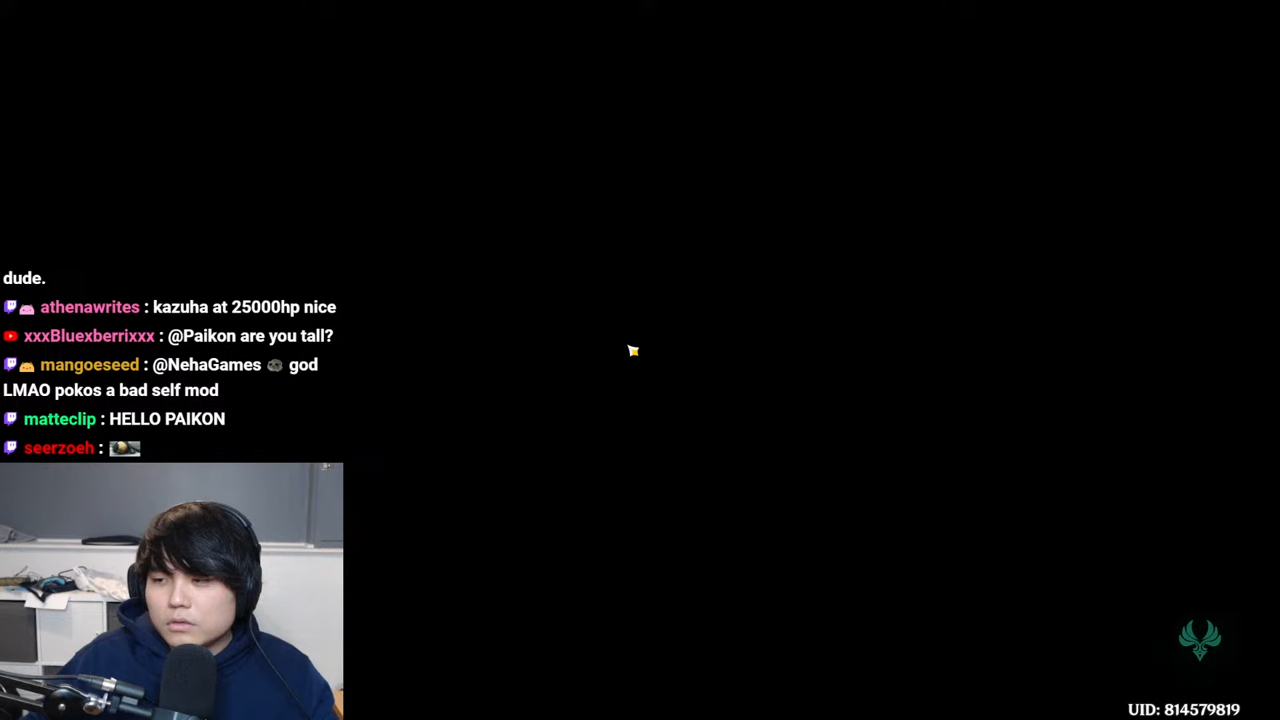 dude.
athenawrites : kazuha at 25000hp nice
xxxBluexberrixxx : @Paikon are you tall?
mangoeseed : @NehaGames god
LMAO pokos a bad self mod
matteclip : HELLO PAIKON
seerzoeh :
UID: 814579819